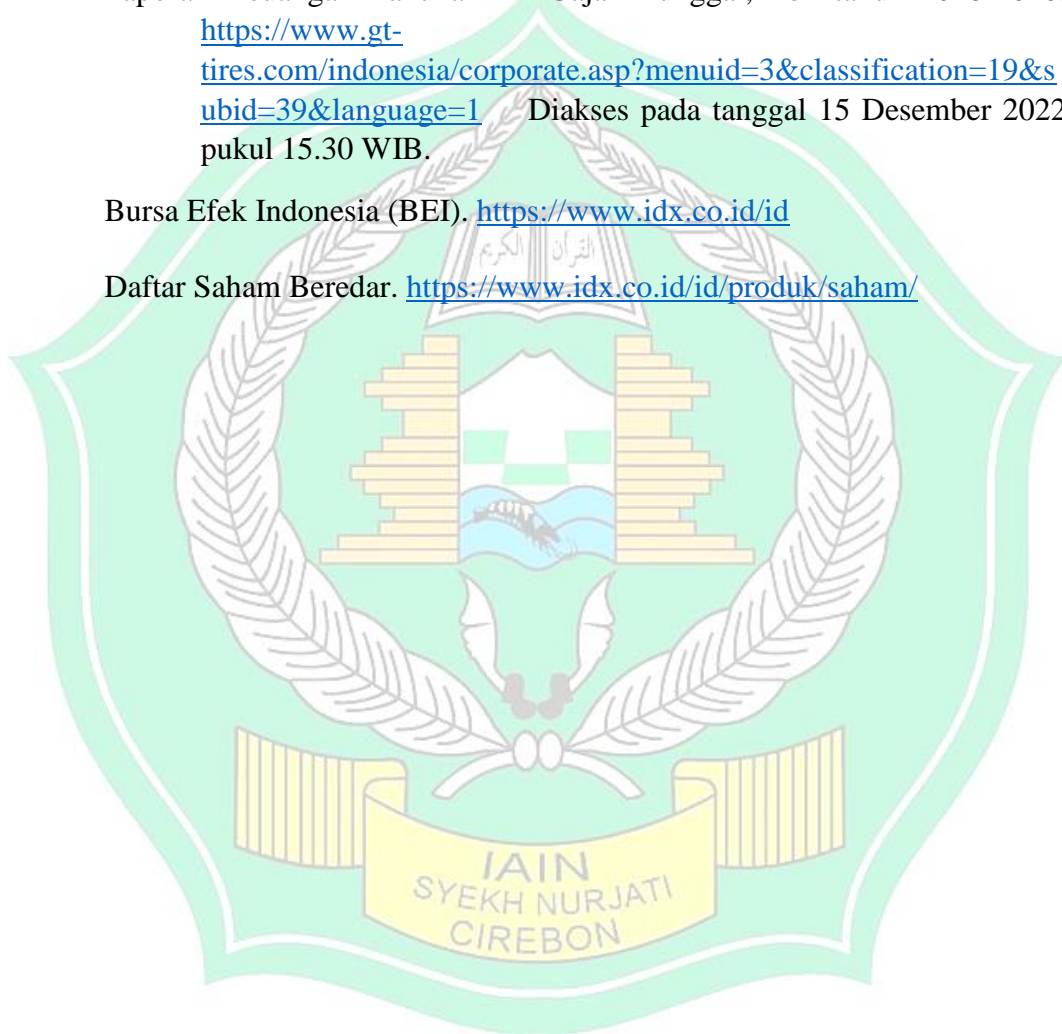 https://www.gt-
tires.com/indonesia/corporate.asp?menuid=3&classification=19&s
ubid=39&language=1 Diakses pada tanggal 15 Desember 2022
pukul 15.30 WIB.
Bursa Efek Indonesia (BEI). https://www.idx.co.id/id
القرآن الكريم
Daftar Saham Beredar. https://www.idx.co.id/id/produk/saham/
IAIN
SYEKH NURJATI
CIREBON